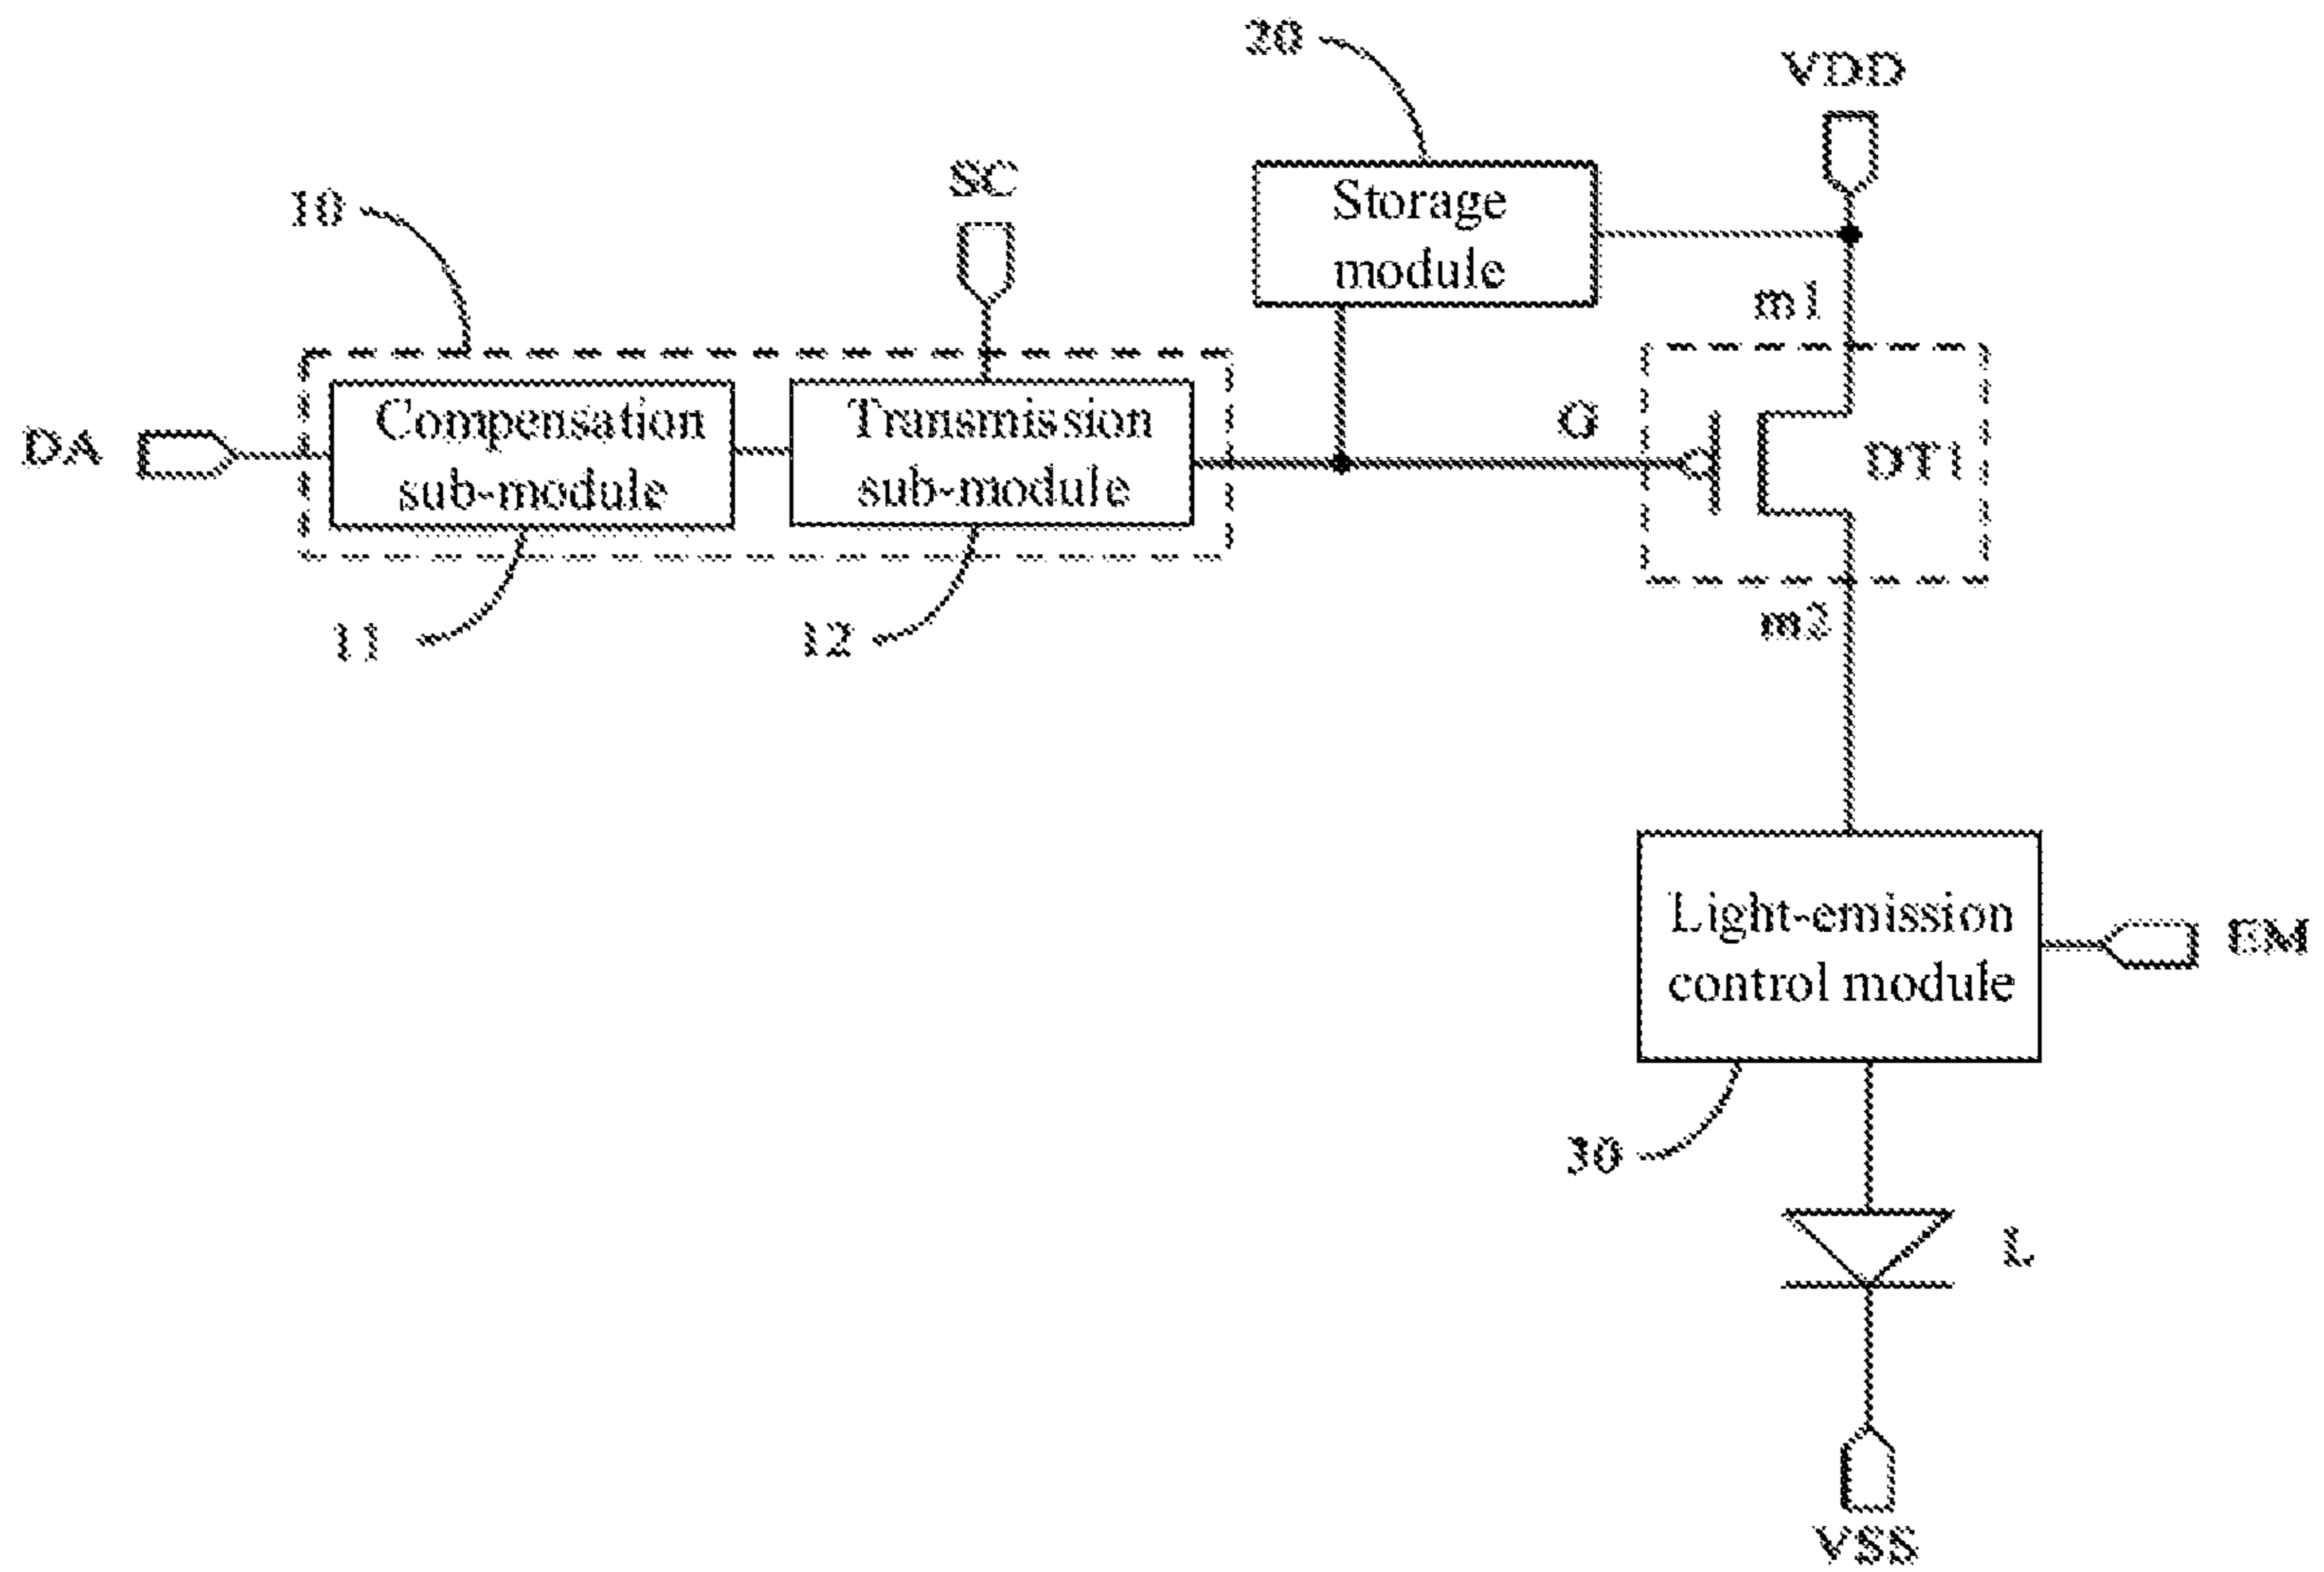 20
VDD
SC
10
Storage
module
m1
DA
Compensation
sub-module
Transmission
sub-module
G
DT1
11
12
m2
Light-emission
control module
EM
30
L
VSS